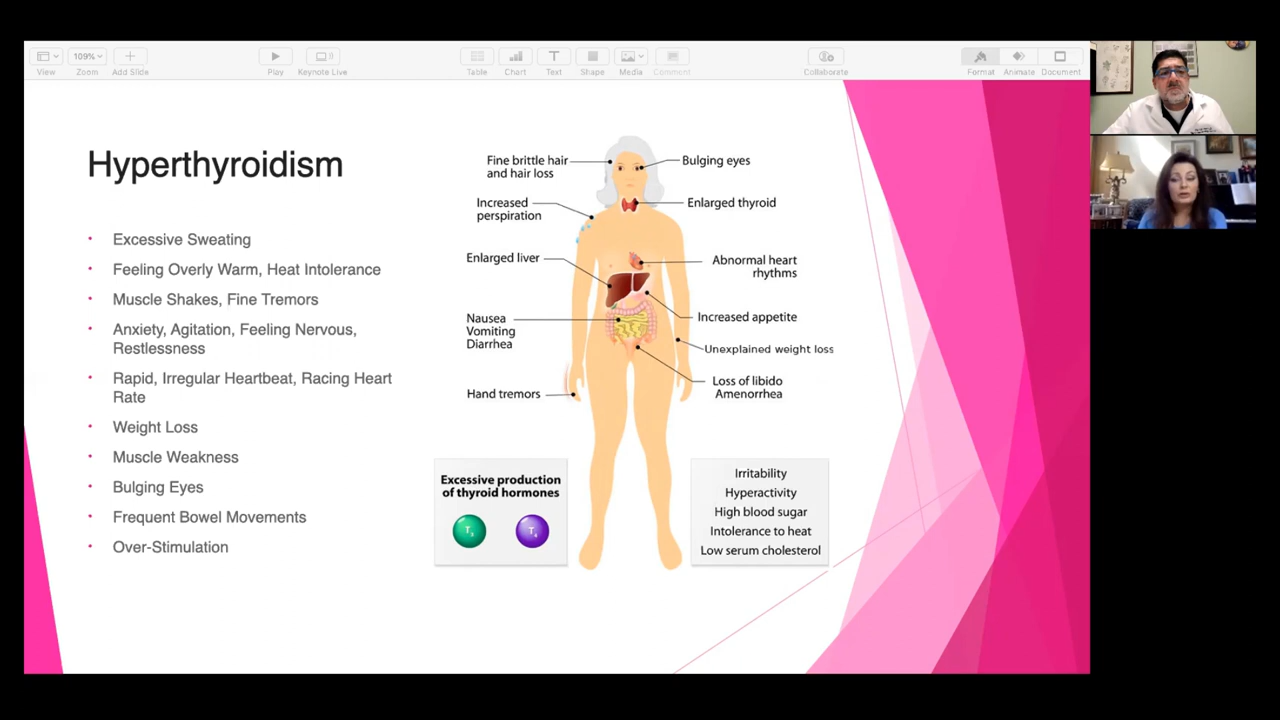 109%
View
Zoom
Add Slide
Play
Keynote Live
Table
Chart
Text
Shape
Media
Comment
Collaborate
Format
Animate
Document
Hyperthyroidism
• Excessive Sweating
• Feeling Overly Warm, Heat Intolerance
• Muscle Shakes, Fine Tremors
• Anxiety, Agitation, Feeling Nervous,
Restlessness
• Rapid, Irregular Heartbeat, Racing Heart
Rate
• Weight Loss
• Muscle Weakness
• Bulging Eyes
• Frequent Bowel Movements
• Over-Stimulation
Fine brittle hair
and hair loss
Increased
perspiration
Enlarged liver
Nausea
Vomiting
Diarrhea
Hand tremors
Bulging eyes
Enlarged thyroid
Abnormal heart
rhythms
Increased appetite
Unexplained weight loss
Loss of libido
Amenorrhea
Excessive production
of thyroid hormones
T₃
T₄
Irritability
Hyperactivity
High blood sugar
Intolerance to heat
Low serum cholesterol